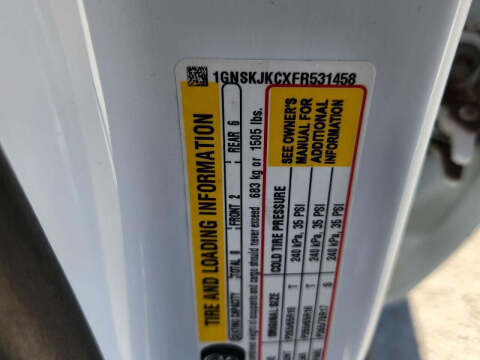 1GNSKJKCXFR531458
TIRE AND LOADING INFORMATION
SEATING CAPACITY TOTAL 8 FRONT 2 REAR 6
weight of occupants and cargo should never exceed 683 kg or 1505 lbs.
ORIGINAL SIZE COLD TIRE PRESSURE
240 kPa, 35 PSI
240 kPa, 35 PSI
240 kPa, 35 PSI
SEE OWNER'S
MANUAL FOR
ADDITIONAL
INFORMATION